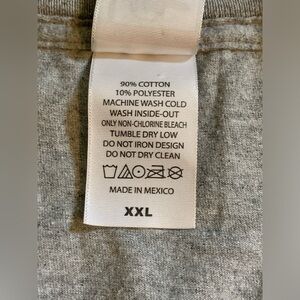 90% COTTON
10% POLYESTER
MACHINE WASH COLD
WASH INSIDE-OUT
ONLY NON-CHLORINE BLEACH
TUMBLE DRY LOW
DO NOT IRON DESIGN
DO NOT DRY CLEAN
MADE IN MEXICO
XXL